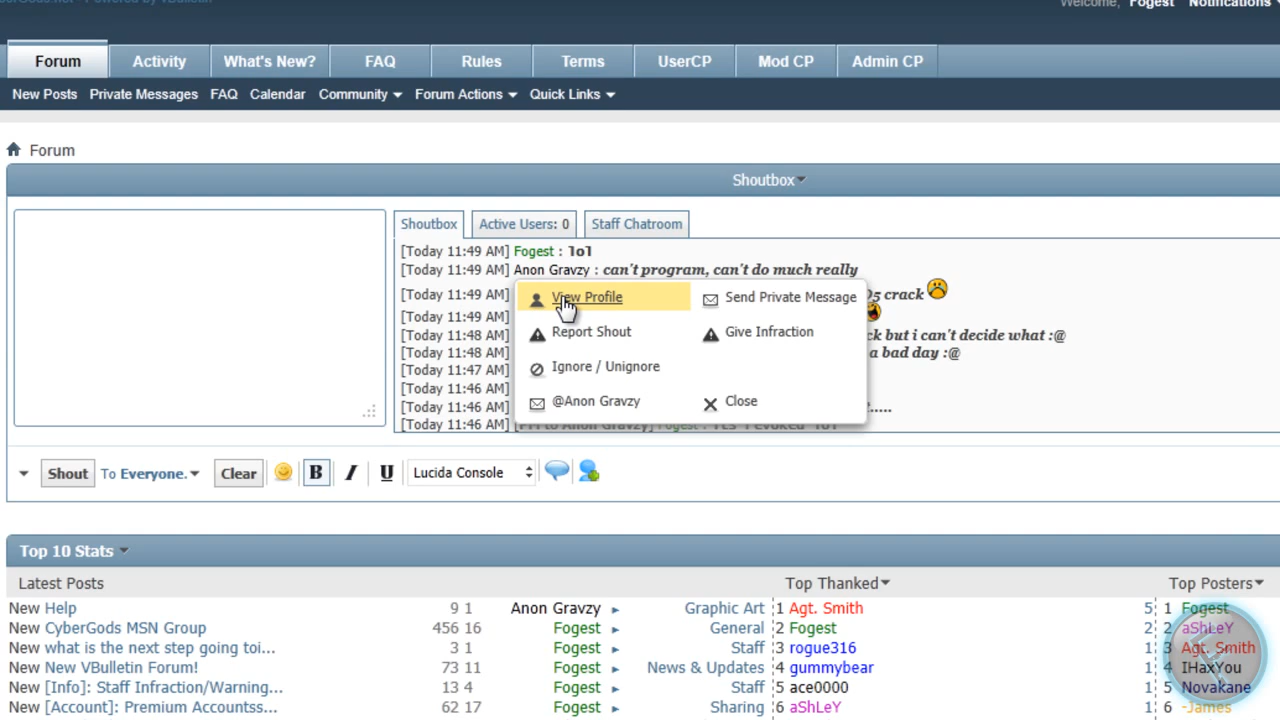 Welcome, Fogest Notifications
Forum Activity What's New? FAQ Rules Terms UserCP Mod CP Admin CP
New Posts Private Messages FAQ Calendar Community Forum Actions Quick Links
Forum
Shoutbox
Shoutbox Active Users: 0 Staff Chatroom
[Today 11:49 AM] Fogest : lol
[Today 11:49 AM] Anon Gravzy : can't program, can't do much really
[Today 11:49 AM] crack
[Today 11:49 AM]
[Today 11:48 AM] but i can't decide what :@
[Today 11:48 AM] a bad day :@
[Today 11:47 AM]
[Today 11:46 AM]
[Today 11:46 AM] .....
[Today 11:46 AM]
View Profile Send Private Message
Report Shout Give Infraction
Ignore / Unignore
@Anon Gravzy Close
Shout To Everyone. Clear B I U Lucida Console
Top 10 Stats
Latest Posts Top Thanked Top Posters
New Help 9 1 Anon Gravzy Graphic Art 1 Agt. Smith 5 1 Fogest
New CyberGods MSN Group 456 16 Fogest General 2 Fogest 2 2 aShLeY
New what is the next step going toi... 3 1 Fogest Staff 3 rogue316 1 3 Agt. Smith
New New VBulletin Forum! 73 11 Fogest News & Updates 4 gummybear 1 4 IHaxYou
New [Info]: Staff Infraction/Warning... 13 4 Fogest Staff 5 ace0000 1 5 Novakane
New [Account]: Premium Accountss... 62 17 Fogest Sharing 6 aShLeY 1 6 -James